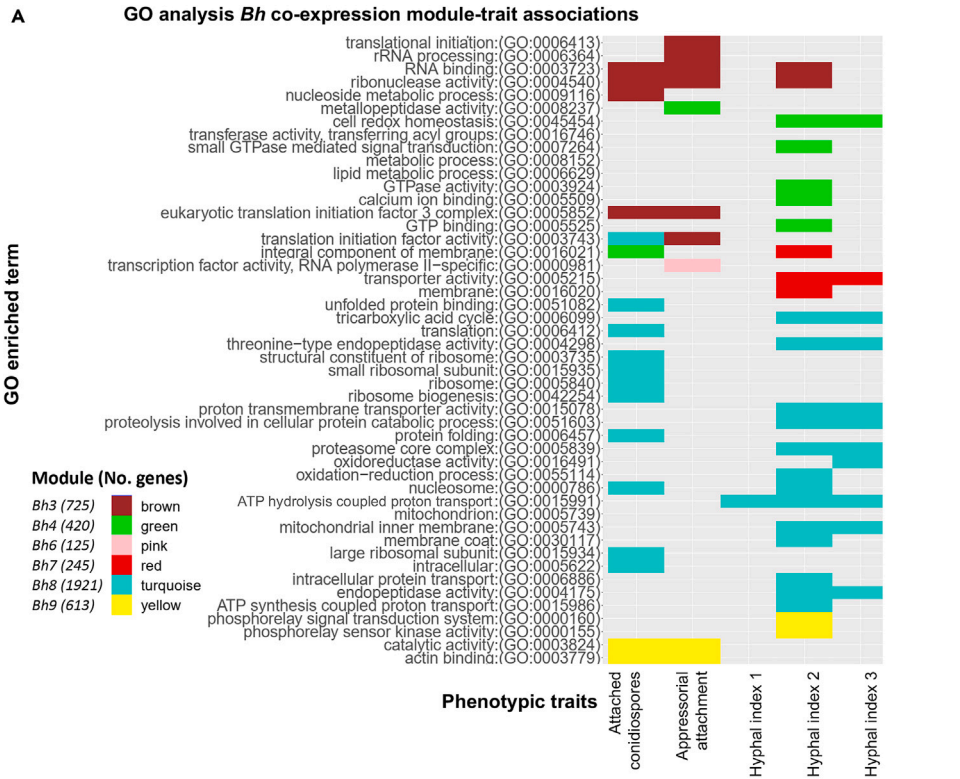 A
GO analysis Bh co-expression module-trait associations
GO enriched term
translational initiation:(GO:0006413)
rRNA processing:(GO:0006364)
RNA binding:(GO:0003723)
ribonuclease activity:(GO:0004540)
nucleoside metabolic process:(GO:0009116)
metallopeptidase activity:(GO:0008237)
cell redox homeostasis:(GO:0045454)
transferase activity, transferring acyl groups:(GO:0016746)
small GTPase mediated signal transduction:(GO:0007264)
metabolic process:(GO:0008152)
lipid metabolic process:(GO:0006629)
GTPase activity:(GO:0003924)
calcium ion binding:(GO:0005509)
eukaryotic translation initiation factor 3 complex:(GO:0005852)
GTP binding:(GO:0005525)
translation initiation factor activity:(GO:0003743)
integral component of membrane:(GO:0016021)
transcription factor activity, RNA polymerase II−specific:(GO:0000981)
transporter activity:(GO:0005215)
membrane:(GO:0016020)
unfolded protein binding:(GO:0051082)
tricarboxylic acid cycle:(GO:0006099)
translation:(GO:0006412)
threonine−type endopeptidase activity:(GO:0004298)
structural constituent of ribosome:(GO:0003735)
small ribosomal subunit:(GO:0015935)
ribosome:(GO:0005840)
ribosome biogenesis:(GO:0042254)
proton transmembrane transporter activity:(GO:0015078)
proteolysis involved in cellular protein catabolic process:(GO:0051603)
protein folding:(GO:0006457)
proteasome core complex:(GO:0005839)
oxidoreductase activity:(GO:0016491)
oxidation−reduction process:(GO:0055114)
nucleosome:(GO:0000786)
ATP hydrolysis coupled proton transport:(GO:0015991)
mitochondrion:(GO:0005739)
mitochondrial inner membrane:(GO:0005743)
membrane coat:(GO:0030117)
large ribosomal subunit:(GO:0015934)
intracellular:(GO:0005622)
intracellular protein transport:(GO:0006886)
endopeptidase activity:(GO:0004175)
ATP synthesis coupled proton transport:(GO:0015986)
phosphorelay signal transduction system:(GO:0000160)
phosphorelay sensor kinase activity:(GO:0000155)
catalytic activity:(GO:0003824)
actin binding:(GO:0003779)
Module (No. genes)
Bh3 (725) brown
Bh4 (420) green
Bh6 (125) pink
Bh7 (245) red
Bh8 (1921) turquoise
Bh9 (613) yellow
Phenotypic traits
Attached
conidiospores
Appressorial
attachment
Hyphal index 1
Hyphal index 2
Hyphal index 3